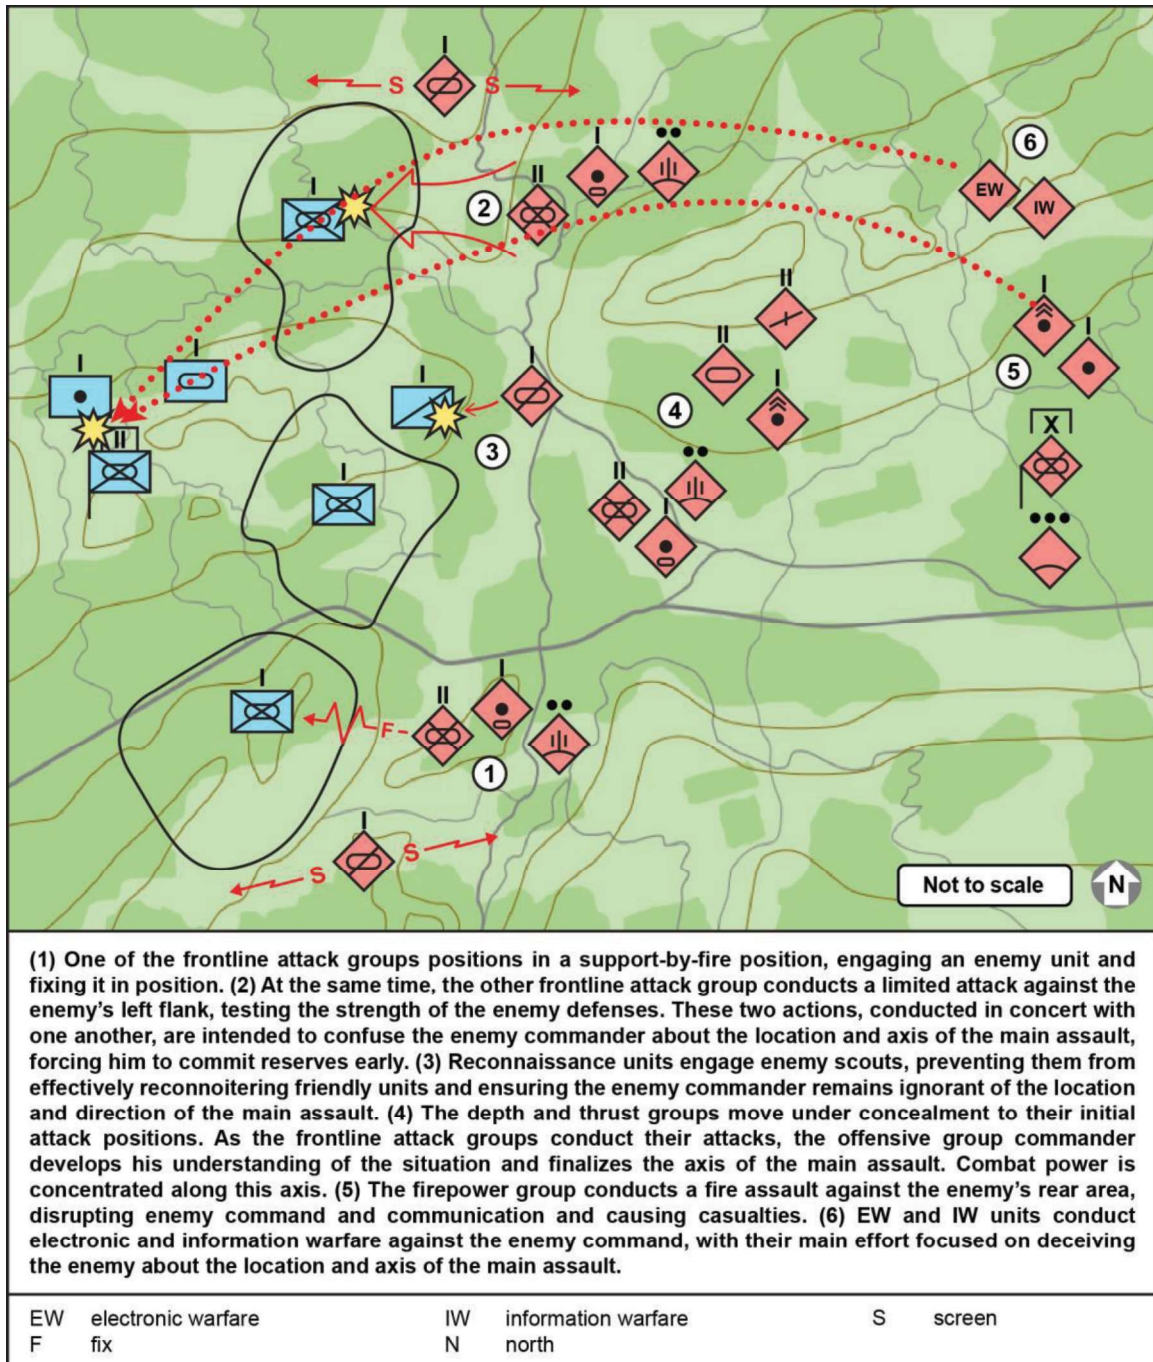 I
S
S
6
I
II
I
EW
IW
2
II
I
I
I
II
I
I
5
I
I
4
X
3
II
I
II
I
I
I
II
F
1
I
S
S
Not to scale
N
(1) One of the frontline attack groups positions in a support-by-fire position, engaging an enemy unit and
fixing it in position. (2) At the same time, the other frontline attack group conducts a limited attack against the
enemy’s left flank, testing the strength of the enemy defenses. These two actions, conducted in concert with
one another, are intended to confuse the enemy commander about the location and axis of the main assault,
forcing him to commit reserves early. (3) Reconnaissance units engage enemy scouts, preventing them from
effectively reconnoitering friendly units and ensuring the enemy commander remains ignorant of the location
and direction of the main assault. (4) The depth and thrust groups move under concealment to their initial
attack positions. As the frontline attack groups conduct their attacks, the offensive group commander
develops his understanding of the situation and finalizes the axis of the main assault. Combat power is
concentrated along this axis. (5) The firepower group conducts a fire assault against the enemy’s rear area,
disrupting enemy command and communication and causing casualties. (6) EW and IW units conduct
electronic and information warfare against the enemy command, with their main effort focused on deceiving
the enemy about the location and axis of the main assault.
EW electronic warfare IW information warfare S screen
F fix N north